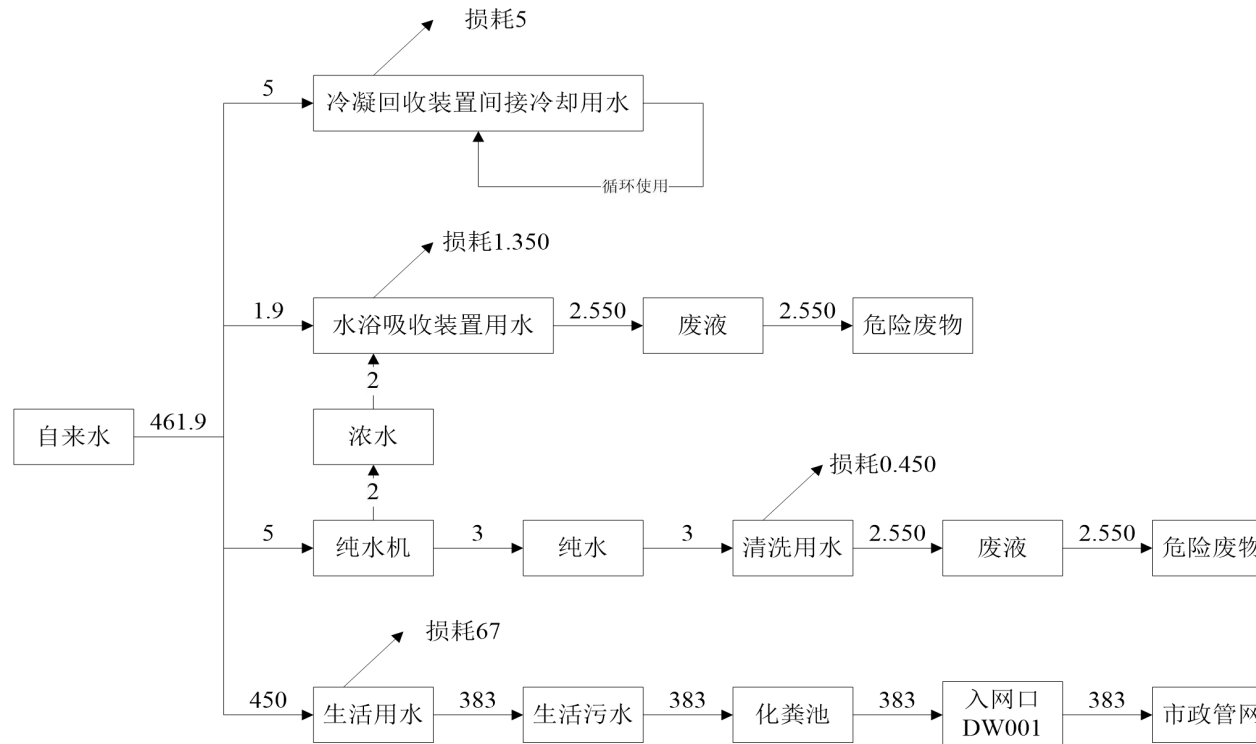 损耗5
5
冷凝回收装置间接冷却用水
循环使用
损耗1.350
1.9
水浴吸收装置用水
2.550
废液
2.550
危险废物
2
自来水
461.9
浓水
2
损耗0.450
5
纯水机
3
纯水
3
清洗用水
2.550
废液
2.550
危险废物
损耗67
450
生活用水
383
生活污水
383
化粪池
383
入网口
DW001
383
市政管网